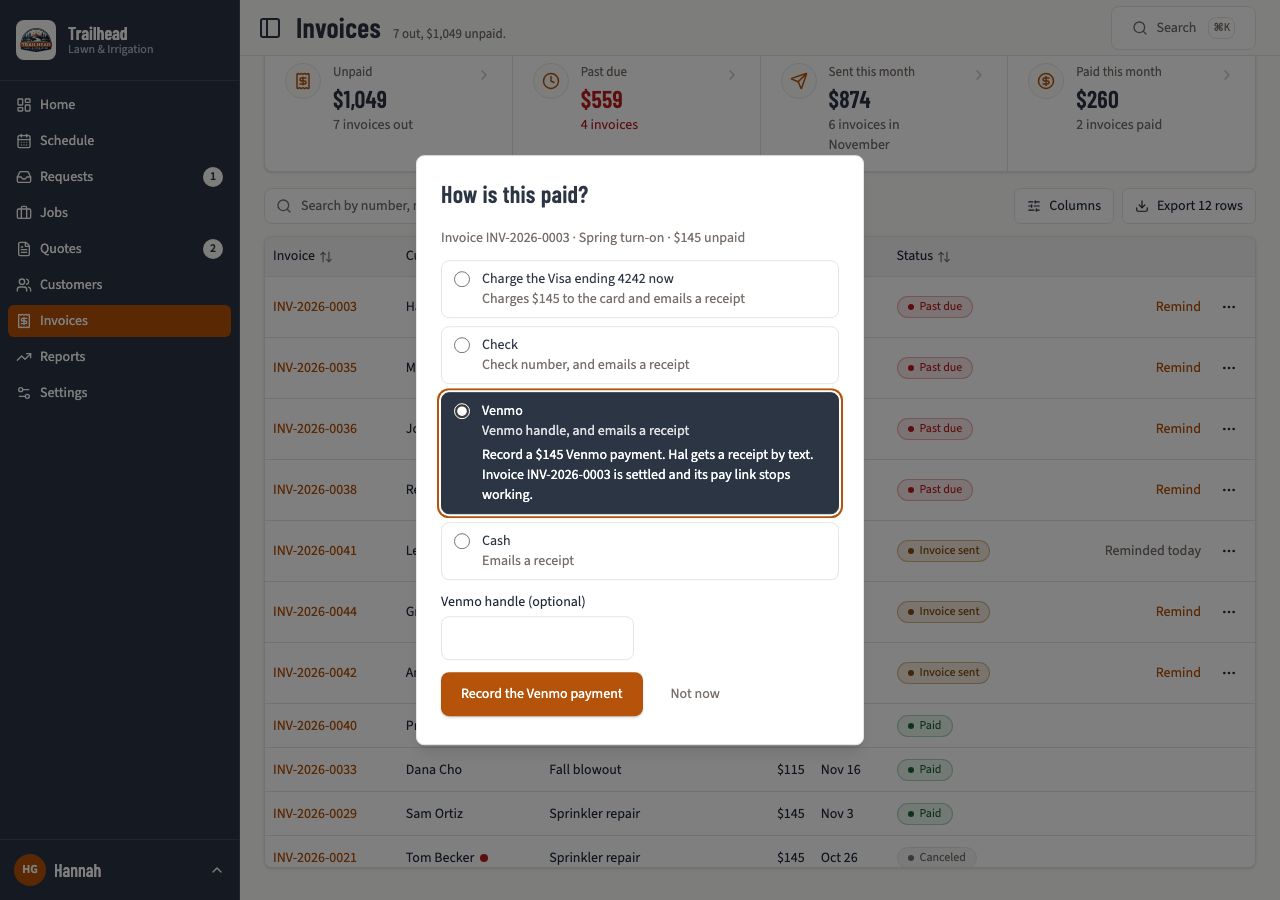 Trailhead
Lawn & Irrigation
Home
Schedule
Requests 1
Jobs
Quotes 2
Customers
Invoices
Reports
Settings
HG Hannah
Invoices 7 out, $1,049 unpaid.
Search ⌘K
Unpaid
$1,049
7 invoices out
Past due
$559
4 invoices
Sent this month
$874
6 invoices in
November
Paid this month
$260
2 invoices paid
Search by number,
Columns
Export 12 rows
Invoice Status
INV-2026-0003 Past due Remind
INV-2026-0035 Past due Remind
INV-2026-0036 Past due Remind
INV-2026-0038 Past due Remind
INV-2026-0041 Invoice sent Reminded today
INV-2026-0044 Invoice sent Remind
INV-2026-0042 Invoice sent Remind
INV-2026-0040 Paid
INV-2026-0033 Dana Cho Fall blowout $115 Nov 16 Paid
INV-2026-0029 Sam Ortiz Sprinkler repair $145 Nov 3 Paid
INV-2026-0021 Tom Becker Sprinkler repair $145 Oct 26 Canceled
How is this paid?
Invoice INV-2026-0003 · Spring turn-on · $145 unpaid
Charge the Visa ending 4242 now
Charges $145 to the card and emails a receipt
Check
Check number, and emails a receipt
Venmo
Venmo handle, and emails a receipt
Record a $145 Venmo payment. Hal gets a receipt by text.
Invoice INV-2026-0003 is settled and its pay link stops
working.
Cash
Emails a receipt
Venmo handle (optional)
Record the Venmo payment
Not now